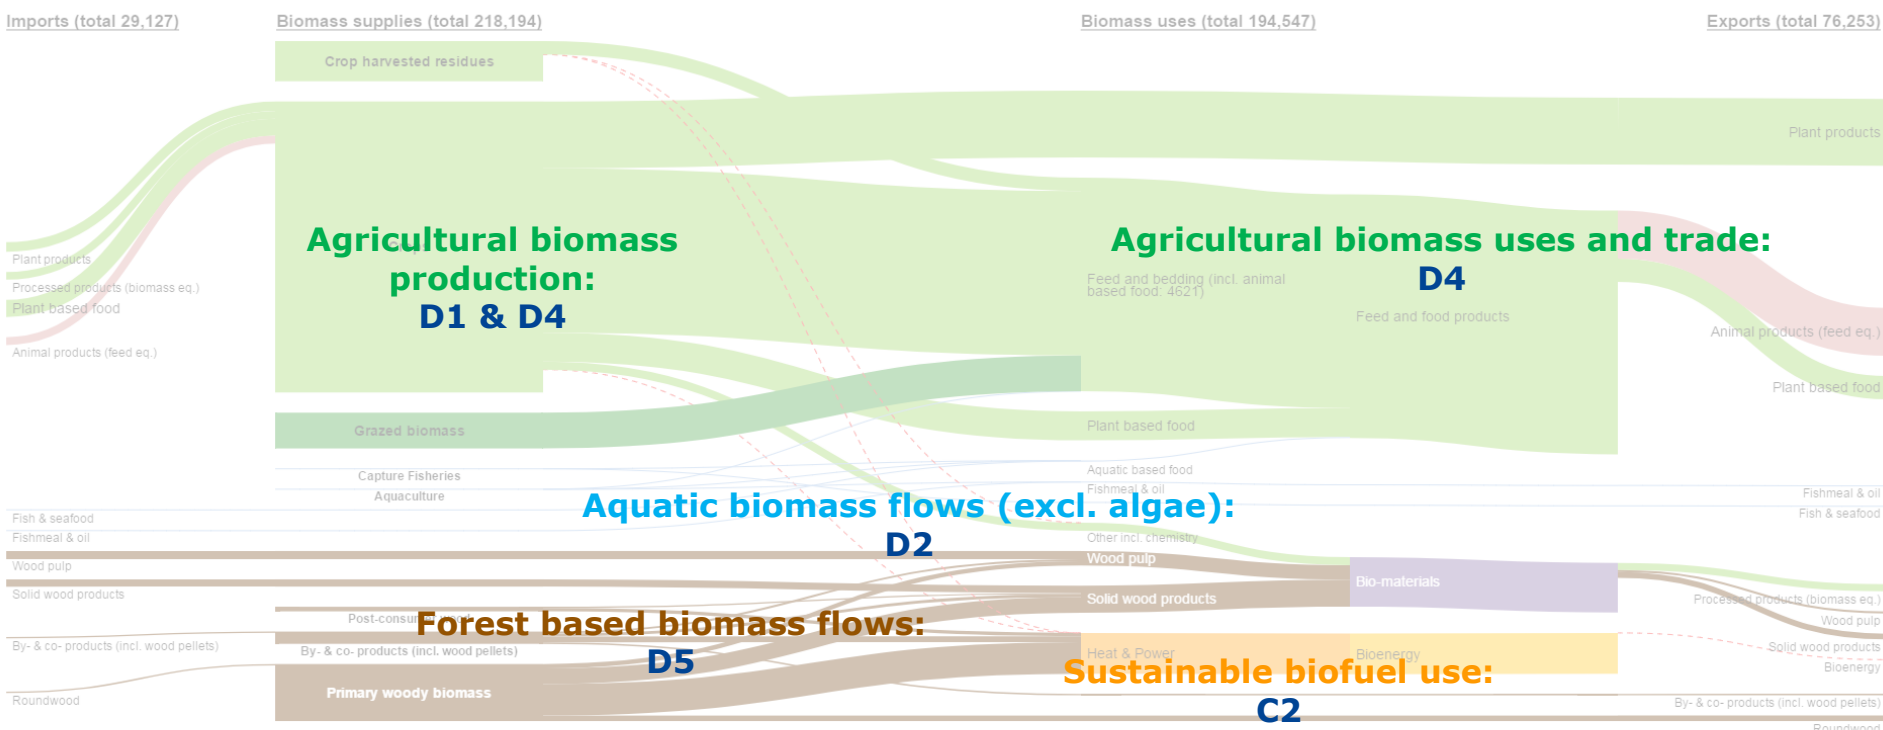 Imports (total 29,127)
Biomass supplies (total 218,194)
Biomass uses (total 194,547)
Exports (total 76,253)
Crop harvested residues
Plant products
Agricultural biomass
production:
D1 & D4
Agricultural biomass uses and trade:
D4
Plant products
Processed products (biomass eq.)
Plant based food
Animal products (feed eq.)
Feed and bedding (incl. animal
based food: 4621)
Feed and food products
Animal products (feed eq.)
Plant based food
Grazed biomass
Plant based food
Capture Fisheries
Aquaculture
Aquatic based food
Fishmeal & oil
Fishmeal & oil
Fish & seafood
Aquatic biomass flows (excl. algae):
D2
Fish & seafood
Fishmeal & oil
Wood pulp
Solid wood products
Other incl. chemistry
Wood pulp
Solid wood products
Bio-materials
Processed products (biomass eq.)
Wood pulp
Solid wood products
Bioenergy
Forest based biomass flows:
D5
By- & co- products (incl. wood pellets)
By- & co- products (incl. wood pellets)
Heat & Power
Bioenergy
Sustainable biofuel use:
C2
Primary woody biomass
Roundwood
By- & co- products (incl. wood pellets)
Roundwood